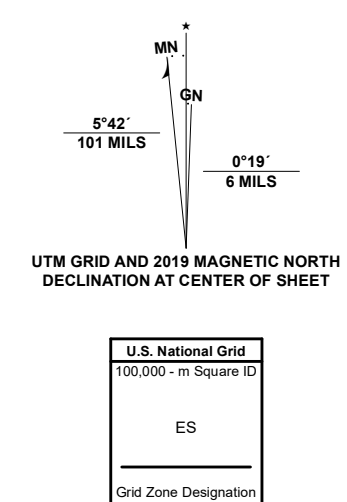 ★
MN
GN
5°42´
101 MILS
0°19´
6 MILS
UTM GRID AND 2019 MAGNETIC NORTH
DECLINATION AT CENTER OF SHEET
U.S. National Grid
100,000 - m Square ID
ES
Grid Zone Designation